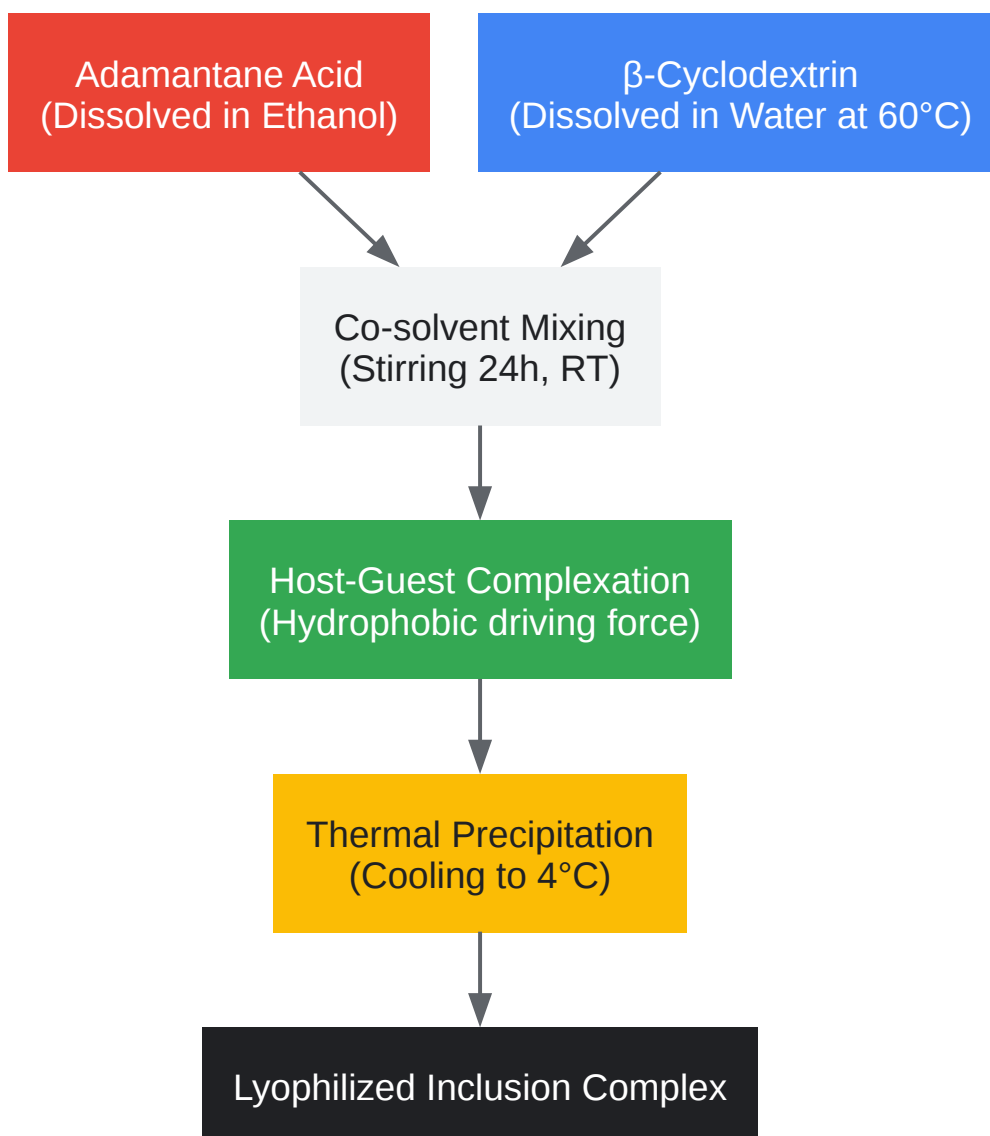 Adamantane Acid
(Dissolved in Ethanol)
β-Cyclodextrin
(Dissolved in Water at 60°C)
Co-solvent Mixing
(Stirring 24h, RT)
Host-Guest Complexation
(Hydrophobic driving force)
Thermal Precipitation
(Cooling to 4°C)
Lyophilized Inclusion Complex